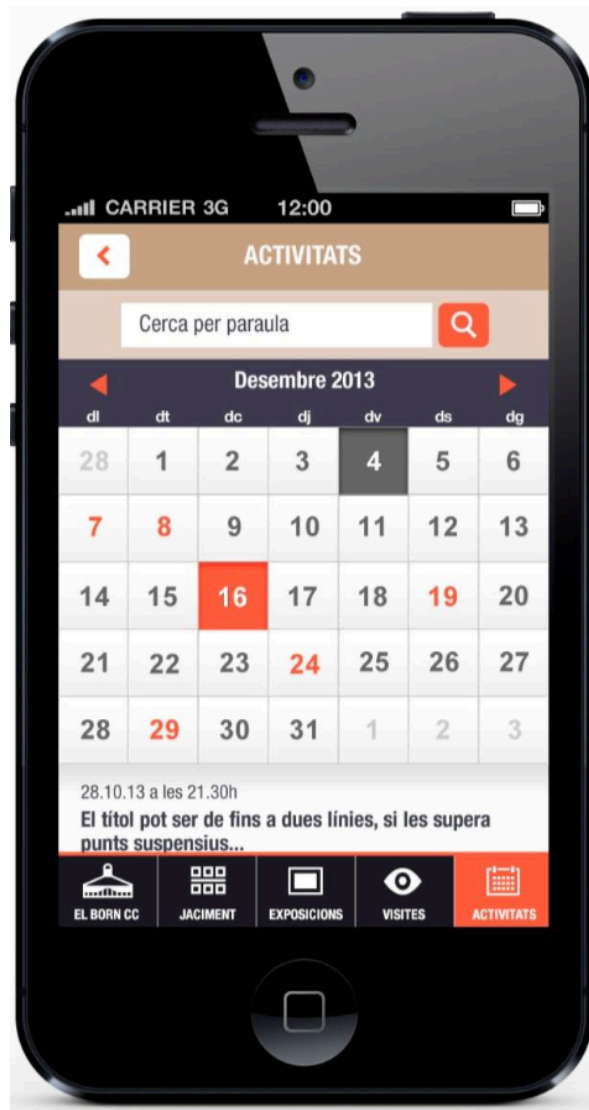 CARRIER 3G 12:00
ACTIVITATS
Cerca per paraula
Desembre 2013
dl dt dc dj dv ds dg
28 1 2 3 4 5 6
7 8 9 10 11 12 13
14 15 16 17 18 19 20
21 22 23 24 25 26 27
28 29 30 31 1 2 3
28.10.13 a les 21.30h
El títol pot ser de fins a dues línies, si les supera
punts suspensius...
EL BORN CC JACIMENT EXPOSICIONS VISITES ACTIVITATS